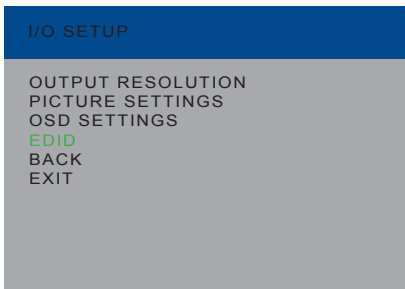 I/O SETUP
OUTPUT RESOLUTION
PICTURE SETTINGS
OSD SETTINGS
EDID
BACK
EXIT